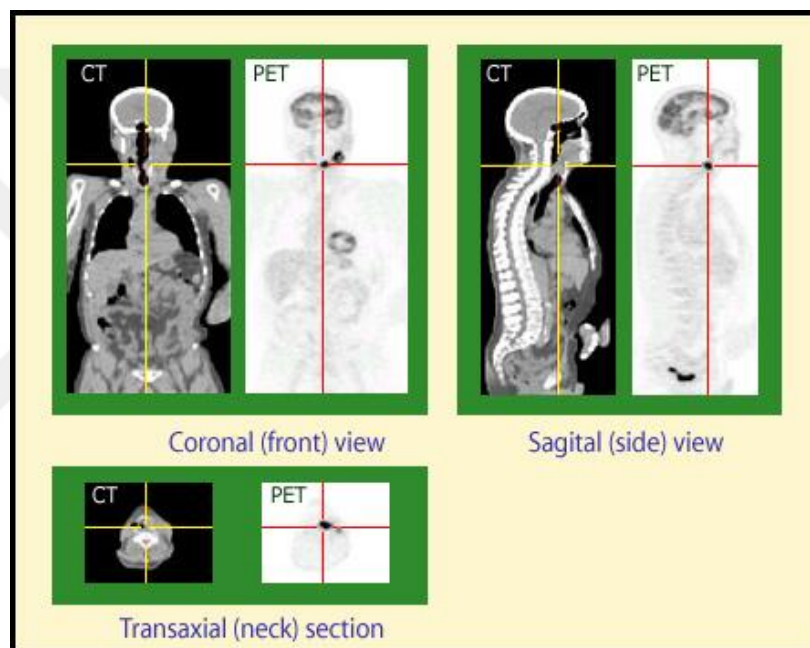 CT
PET
CT
PET
Coronal (front) view
Sagital (side) view
CT
PET
Transaxial (neck) section